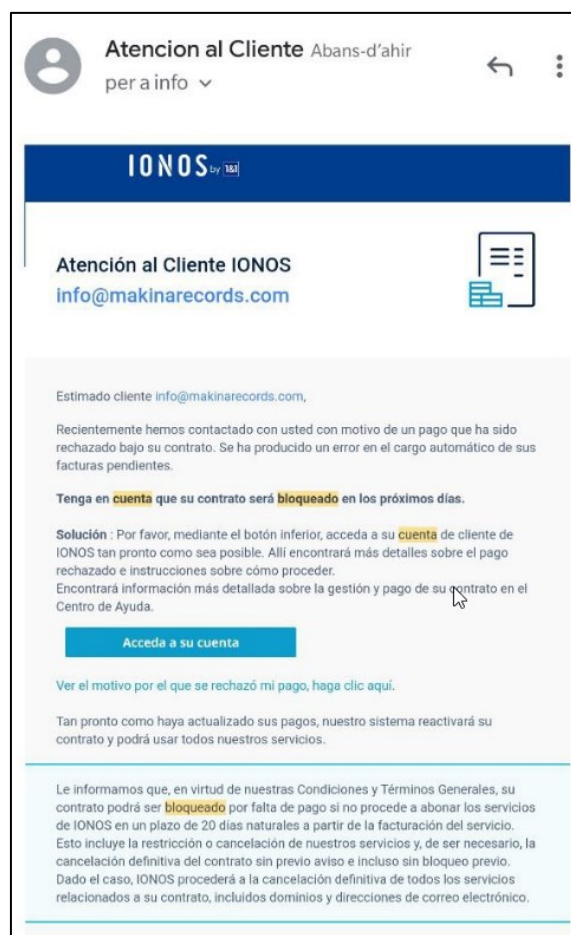 Atencion al Cliente Abans-d'ahir
per a info
IONOS by 1&1
Atención al Cliente IONOS
info@makinarecords.com
Estimado cliente info@makinarecords.com,
Recientemente hemos contactado con usted con motivo de un pago que ha sido
rechazado bajo su contrato. Se ha producido un error en el cargo automático de sus
facturas pendientes.
Tenga en cuenta que su contrato será bloqueado en los próximos días.
Solución : Por favor, mediante el botón inferior, acceda a su cuenta de cliente de
IONOS tan pronto como sea posible. Allí encontrará más detalles sobre el pago
rechazado e instrucciones sobre cómo proceder.
Encontrará información más detallada sobre la gestión y pago de su contrato en el
Centro de Ayuda.
Acceda a su cuenta
Ver el motivo por el que se rechazó mi pago, haga clic aquí.
Tan pronto como haya actualizado sus pagos, nuestro sistema reactivará su
contrato y podrá usar todos nuestros servicios.
Le informamos que, en virtud de nuestras Condiciones y Términos Generales, su
contrato podrá ser bloqueado por falta de pago si no procede a abonar los servicios
de IONOS en un plazo de 20 días naturales a partir de la facturación del servicio.
Esto incluye la restricción o cancelación de nuestros servicios y, de ser necesario, la
cancelación definitiva del contrato sin previo aviso e incluso sin bloqueo previo.
Dado el caso, IONOS procederá a la cancelación definitiva de todos los servicios
relacionados a su contrato, incluidos dominios y direcciones de correo electrónico.